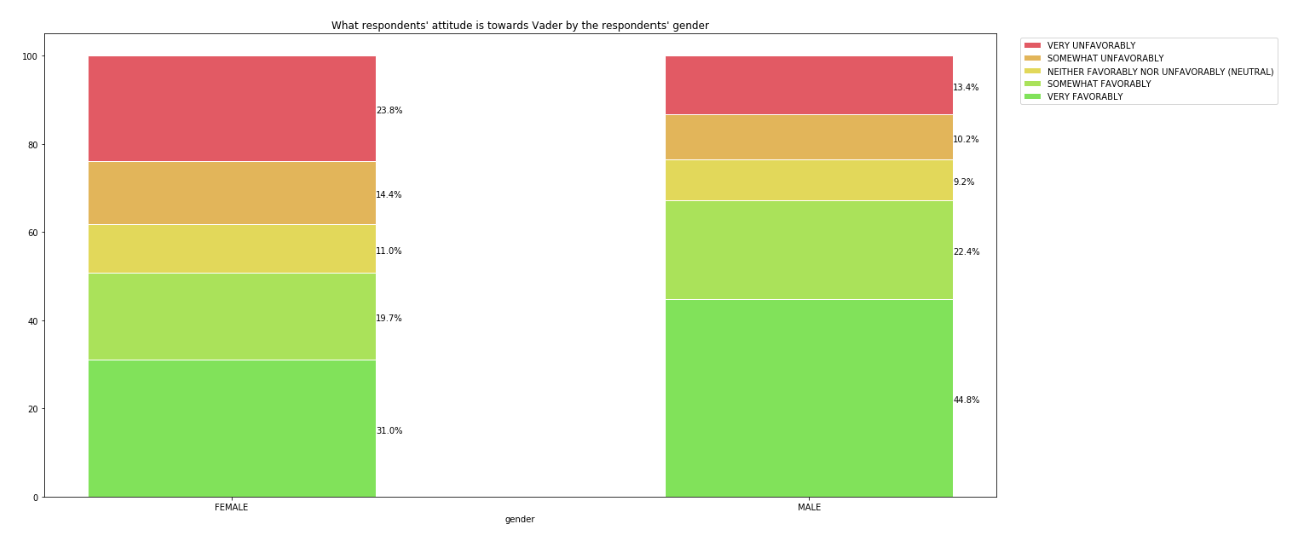 What respondents' attitude is towards Vader by the respondents' gender
100
80
60
40
20
0
23.8%
14.4%
11.0%
19.7%
31.0%
13.4%
10.2%
9.2%
22.4%
44.8%
FEMALE
MALE
gender
VERY UNFAVORABLY
SOMEWHAT UNFAVORABLY
NEITHER FAVORABLY NOR UNFAVORABLY (NEUTRAL)
SOMEWHAT FAVORABLY
VERY FAVORABLY